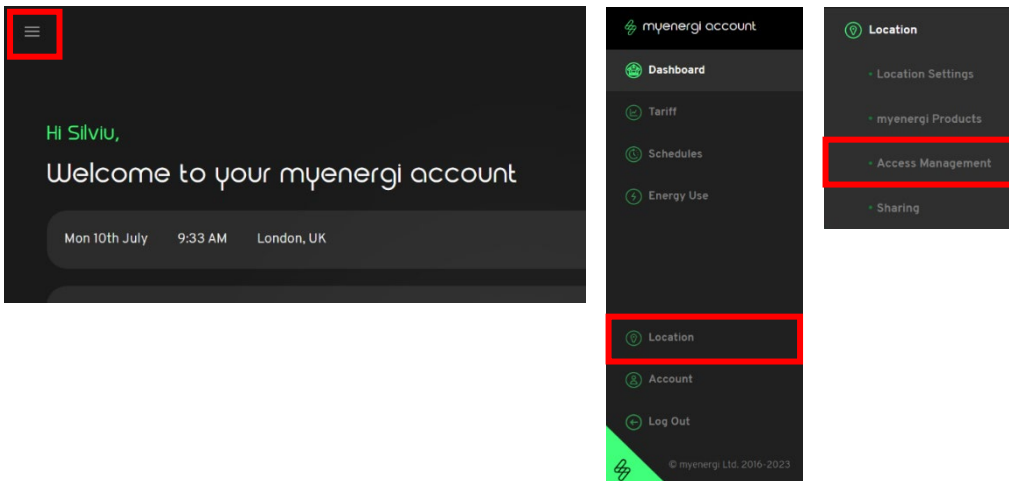 Hi Silviu,
Welcome to your myenergi account
Mon 10th July 9:33 AM London, UK
myenergi account
Dashboard
Tariff
Schedules
Energy Use
Location
Account
Log Out
© myenergi Ltd. 2016-2023
Location
Location Settings
myenergi Products
Access Management
Sharing